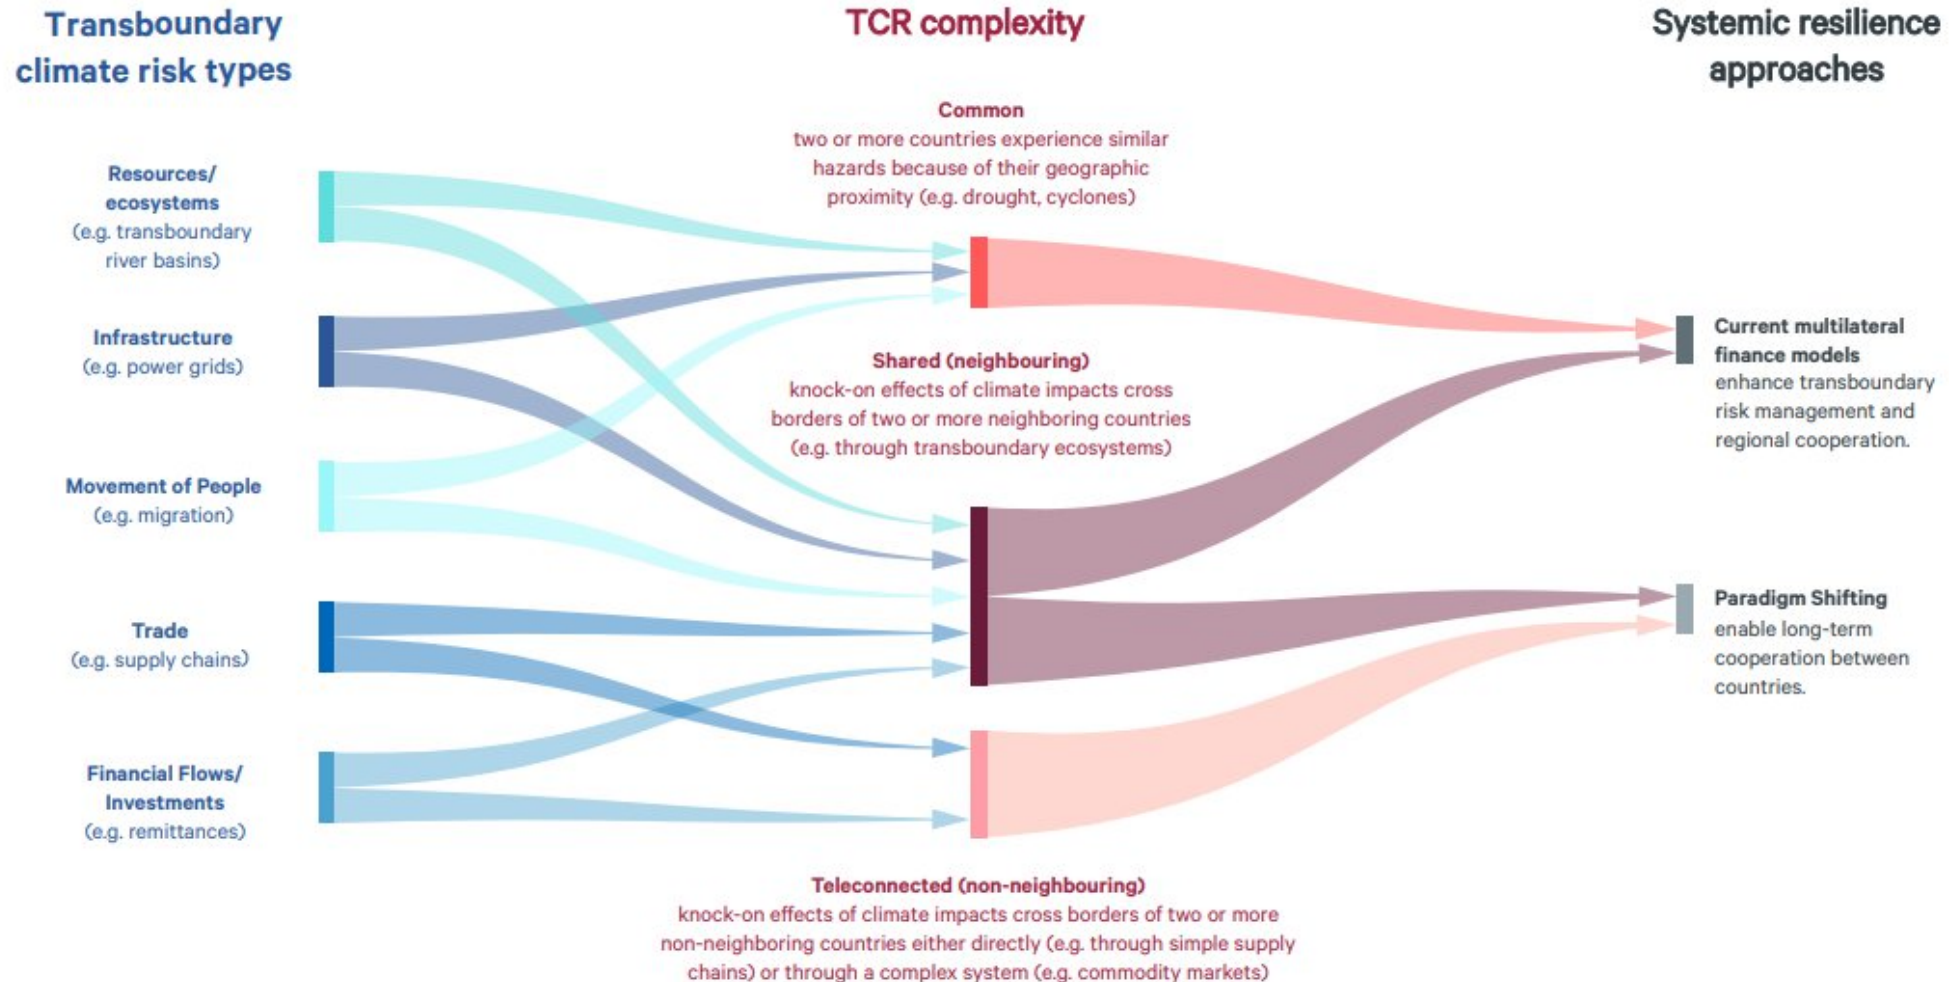 Transboundary
climate risk types
Resources/
ecosystems
(e.g. transboundary
river basins)
Infrastructure
(e.g. power grids)
Movement of People
(e.g. migration)
Trade
(e.g. supply chains)
Financial Flows/
Investments
(e.g. remittances)
TCR complexity
Common
two or more countries experience similar
hazards because of their geographic
proximity (e.g. drought, cyclones)
Shared (neighbouring)
knock-on effects of climate impacts cross
borders of two or more neighboring countries
(e.g. through transboundary ecosystems)
Teleconnected (non-neighbouring)
knock-on effects of climate impacts cross borders of two or more
non-neighboring countries either directly (e.g. through simple supply
chains) or through a complex system (e.g. commodity markets)
Systemic resilience
approaches
Current multilateral
finance models
enhance transboundary
risk management and
regional cooperation.
Paradigm Shifting
enable long-term
cooperation between
countries.